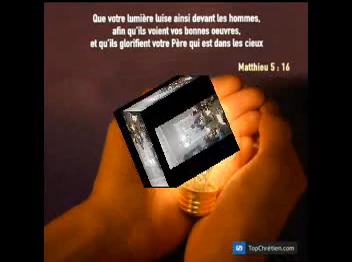 Que votre lumière luise ainsi devant les hommes,
afin qu'ils voient vos bonnes oeuvres,
et qu'ils glorifient votre Père qui est dans les cieux
Matthieu 5 : 16
TopChrétien.com